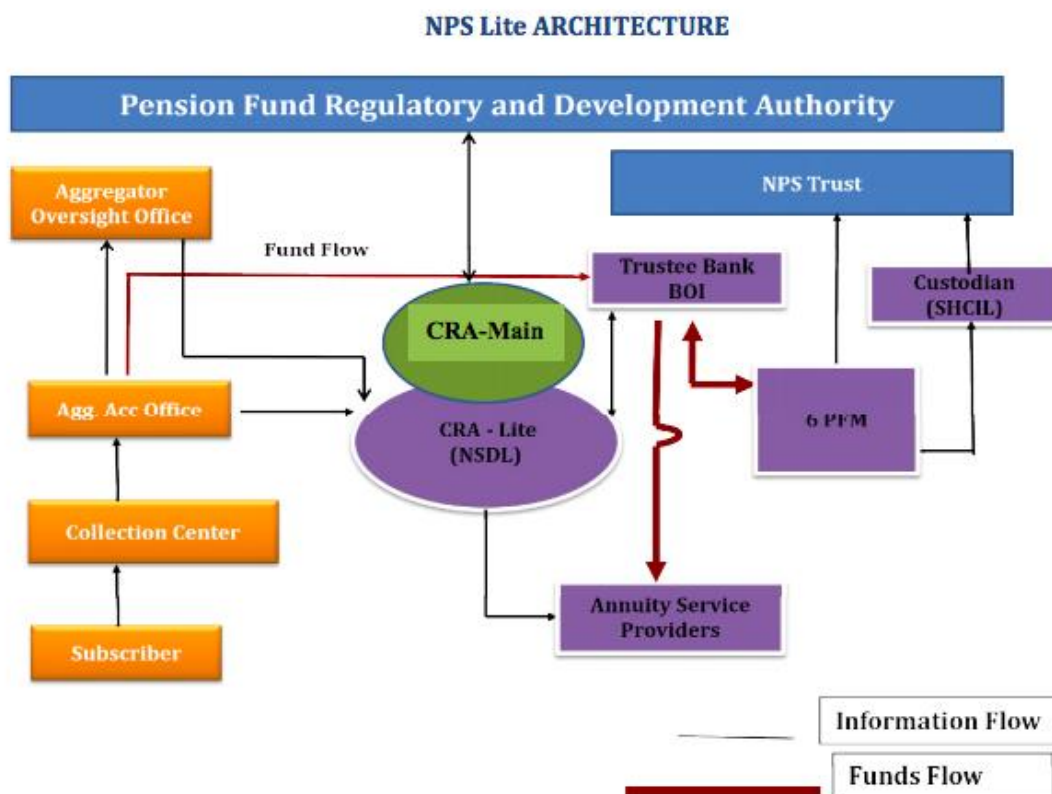 NPS Lite ARCHITECTURE
Pension Fund Regulatory and Development Authority
Aggregator
Oversight Office
NPS Trust
Fund Flow
Trustee Bank
BOI
Custodian
(SHCIL)
CRA-Main
Agg. Acc Office
CRA - Lite
(NSDL)
6 PFM
Collection Center
Annuity Service
Providers
Subscriber
Information Flow
Funds Flow